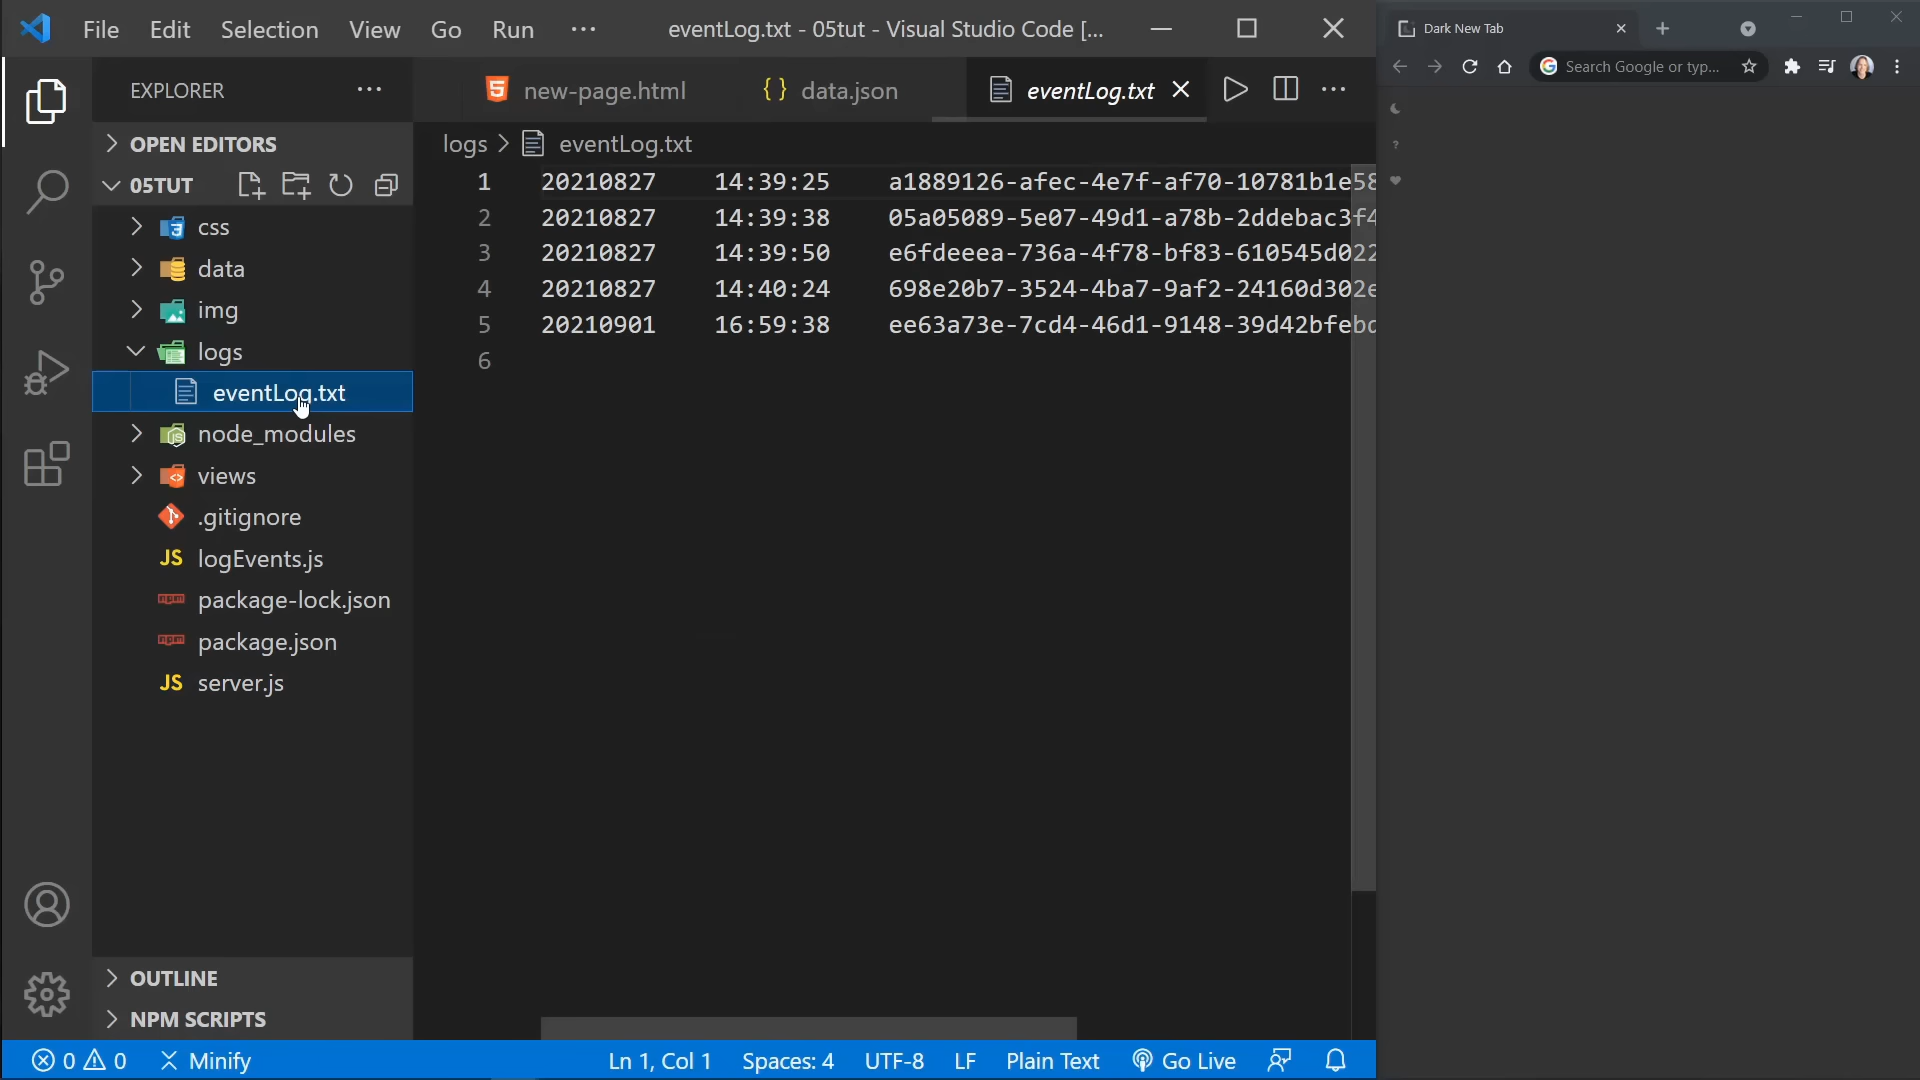 File Edit Selection View Go Run ··· eventLog.txt - 05tut - Visual Studio Code [...
Dark New Tab
Search Google or typ...
EXPLORER ···
new-page.html
{} data.json
eventLog.txt
···
OPEN EDITORS
logs > eventLog.txt
05TUT
css
data
img
logs
eventLog.txt
node_modules
views
.gitignore
JS logEvents.js
package-lock.json
package.json
JS server.js
1 20210827 14:39:25 a1889126-afec-4e7f-af70-10781b1e58
2 20210827 14:39:38 05a05089-5e07-49d1-a78b-2ddebac3f4
3 20210827 14:39:50 e6fdeeea-736a-4f78-bf83-610545d022
4 20210827 14:40:24 698e20b7-3524-4ba7-9af2-24160d302e
5 20210901 16:59:38 ee63a73e-7cd4-46d1-9148-39d42bfeb
6
OUTLINE
NPM SCRIPTS
0 0 Minify Ln 1, Col 1 Spaces: 4 UTF-8 LF Plain Text Go Live